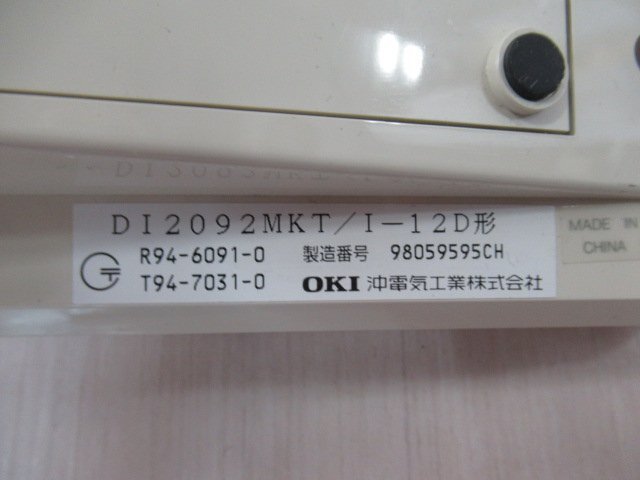 DI2092MKT/I-12D形
R94-6091-0 製造番号 98059595CH
T94-7031-0 OKI 沖電気工業株式会社
MADE IN
CHINA